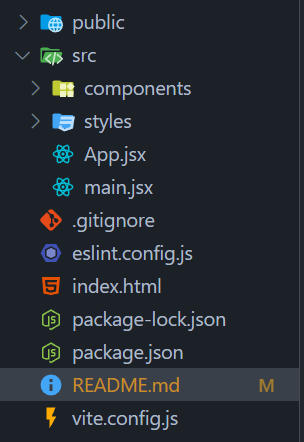 public
src
components
styles
App.jsx
main.jsx
.gitignore
eslint.config.js
index.html
package-lock.json
package.json
README.md M
vite.config.js